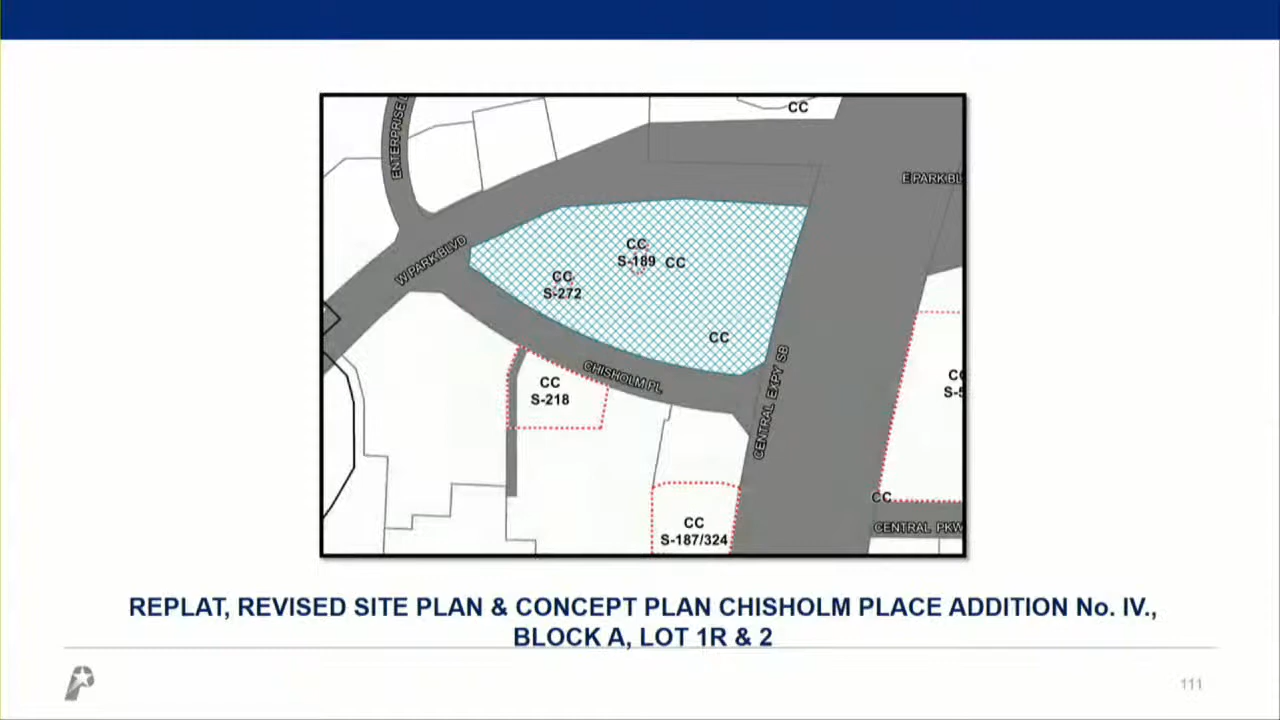 CC
ENTERPRISE
E PARK BL
W PARK BLVD
CC
S-189
CC
CC
S-272
CC
CHISHOLM PL
CENTRAL EXPY SB
CC
S-218
CC
S-5
CC
CENTRAL PKW
CC
S-187/324
REPLAT, REVISED SITE PLAN & CONCEPT PLAN CHISHOLM PLACE ADDITION No. IV.,
BLOCK A, LOT 1R & 2
111